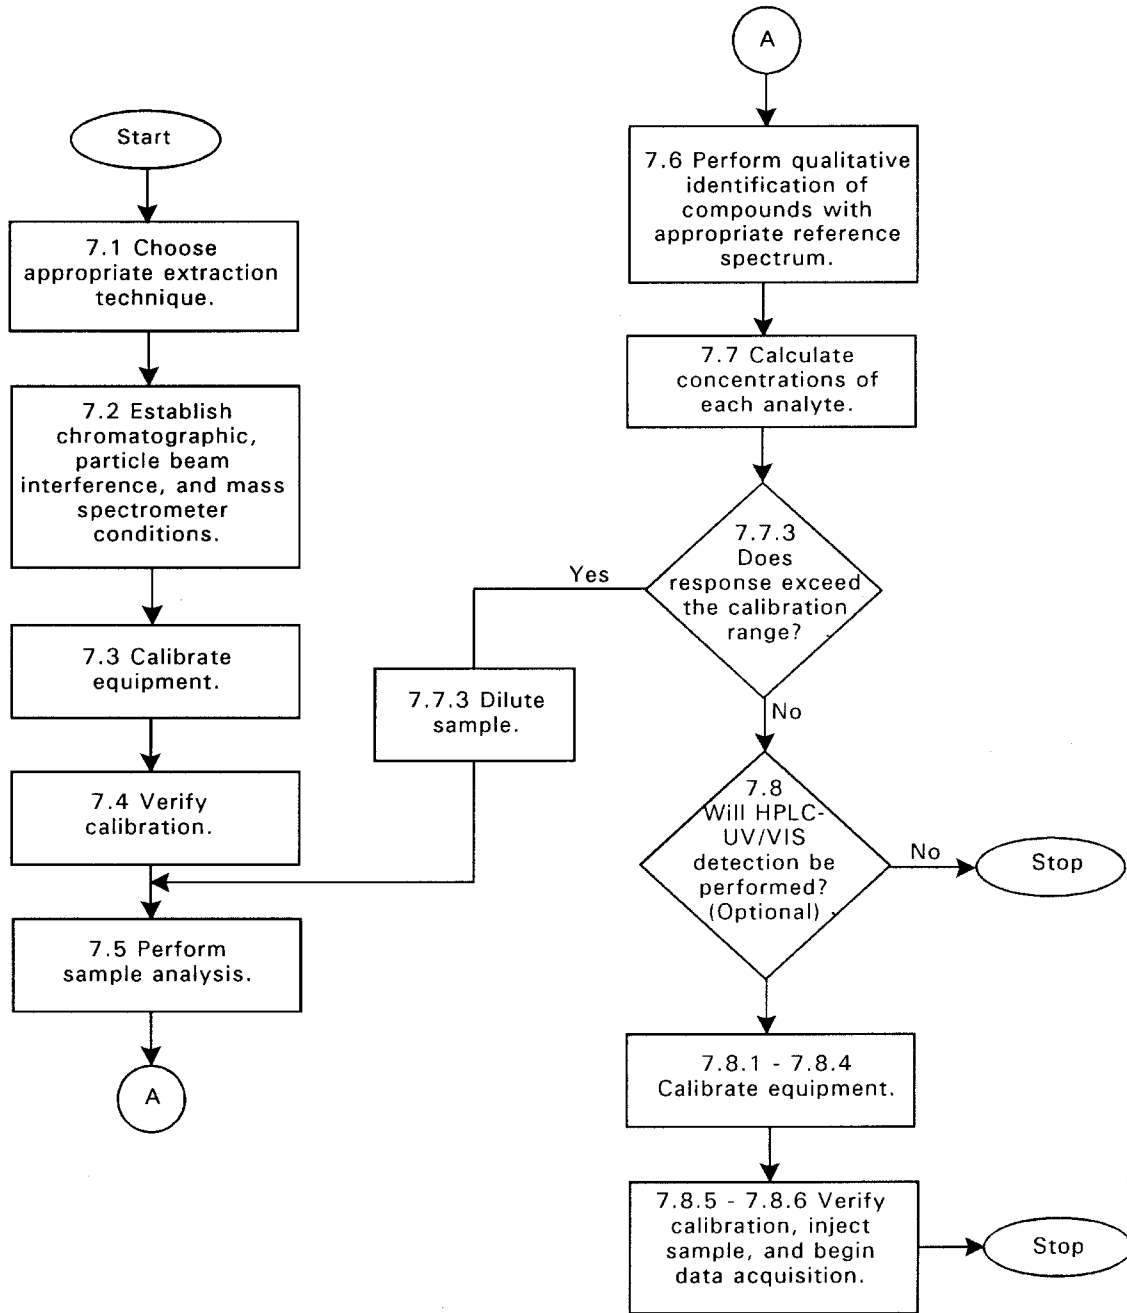 Start
7.1 Choose
appropriate extraction
technique.
7.2 Establish
chromatographic,
particle beam
interference, and mass
spectrometer
conditions.
7.3 Calibrate
equipment.
7.4 Verify
calibration.
7.5 Perform
sample analysis.
A
A
7.6 Perform qualitative
identification of
compounds with
appropriate reference
spectrum.
7.7 Calculate
concentrations of
each analyte.
7.7.3
Does
response exceed
the calibration
range?
Yes
7.7.3 Dilute
sample.
No
7.8
Will HPLC-
UV/VIS
detection be
performed?
(Optional)
No
Stop
7.8.1 - 7.8.4
Calibrate equipment.
7.8.5 - 7.8.6 Verify
calibration, inject
sample, and begin
data acquisition.
Stop